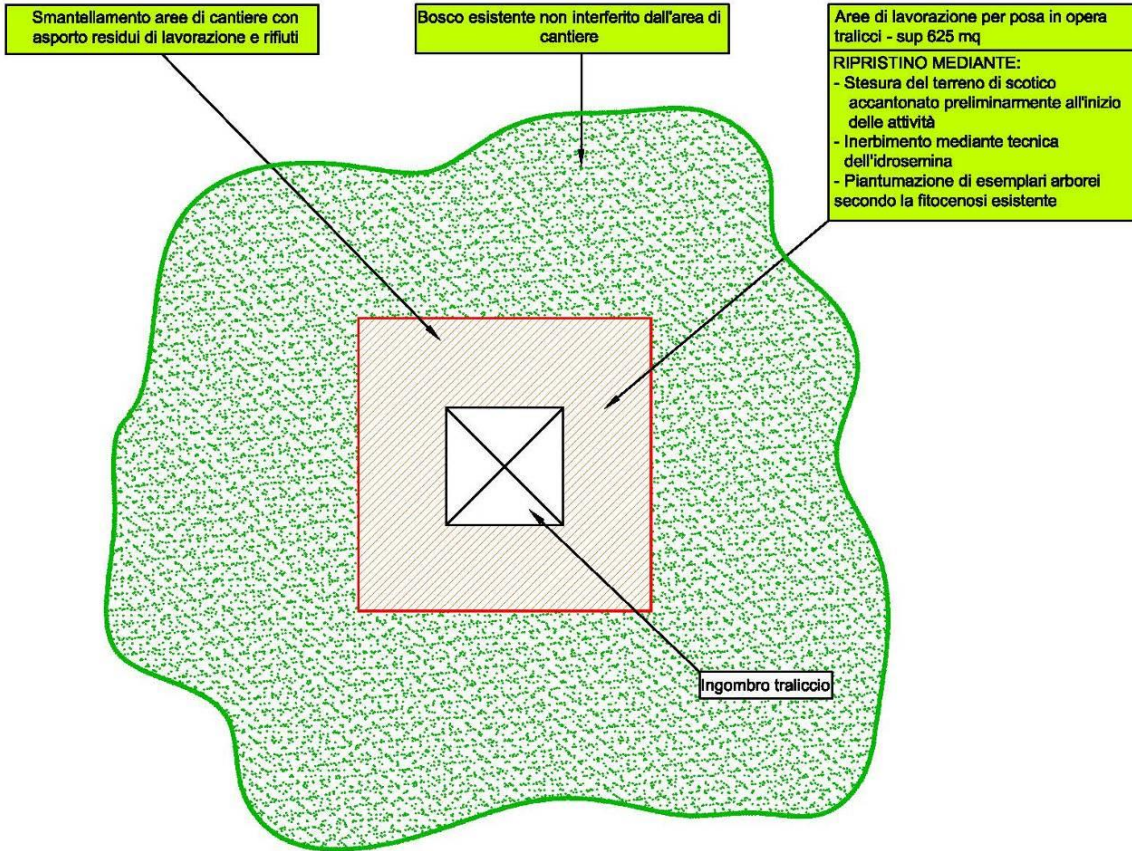 Smantellamento aree di cantiere con
asporto residui di lavorazione e rifiuti
Bosco esistente non interferito dall'area di
cantiere
Aree di lavorazione per posa in opera
tralicci - sup 625 mq
RIPRISTINO MEDIANTE:
- Stesura del terreno di scotico
accantonato preliminarmente all'inizio
delle attività
- Inerbimento mediante tecnica
dell'idrosemina
- Piantumazione di esemplari arborei
secondo la fitocenosi esistente
Ingombro traliccio